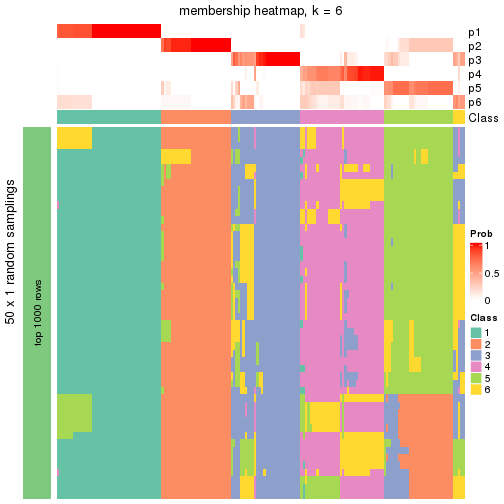 membership heatmap, k = 6
p1
p2
p3
p4
p5
p6
Class
50 x 1 random samplings
top 1000 rows
Prob
1
0.5
0
Class
1
2
3
4
5
6